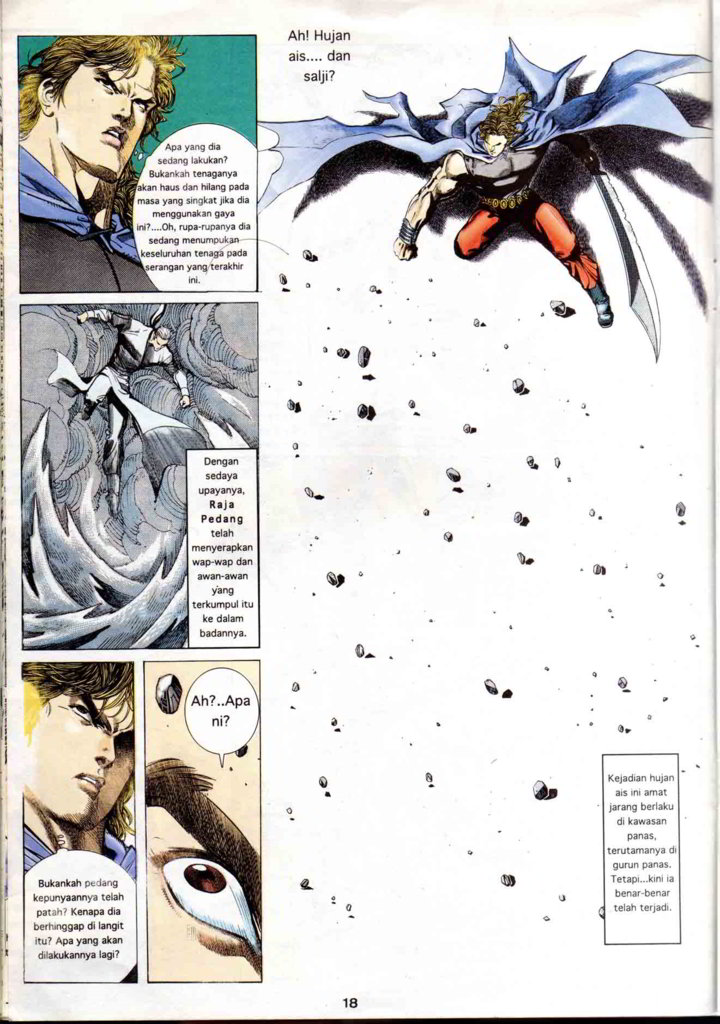 Apa yang dia
sedang lakukan?
Bukankah tenaganya
akan haus dan hilang pada
masa yang singkat jika dia
menggunakan gaya
ini?....Oh, rupa-rupanya dia
sedang menumpukan
keseluruhan tenaga pada
serangan yang terakhir
ini.
Ah! Hujan
ais.... dan
salji?
Dengan
sedaya
upayanya,
Raja
Pedang
telah
menyerapkan
wap-wap dan
awan-awan
yang
terkumpul itu
ke dalam
badannya.
Bukankah pedang
kepunyaannya telah
patah? Kenapa dia
berhinggap di langit
itu? Apa yang akan
dilakukannya lagi?
Ah?..Apa
ni?
Kejadian hujan
ais ini amat
jarang berlaku
di kawasan
panas,
terutamanya di
gurun panas.
Tetapi...kini ia
benar-benar
telah terjadi.
18